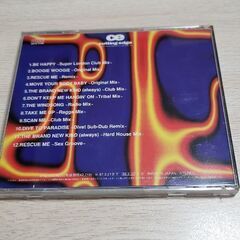 cutting edge
1.BE HAPPY - Super London Club Mix -
2.BOOGIE WOOGIE - Original Mix -
3.RESCUE ME - Remix -
4.MOVE YOUR BODY BABY - Original Mix -
5.THE BRAND NEW KIND (always) - Club Mix -
6.DON'T KEEP ME HANGIN' ON - Tribal Mix -
7.THE WINDSONG - Radio Mix -
8.TAKE ME UP - Ragga Mix -
9.SCAN ME - Club Mix -
10.DIVE TO PARADISE - Dive! Sub-Dub Remix -
11.THE BRAND NEW KIND (always) - Hard House Mix -
12.RESCUE ME - Sex Groove -